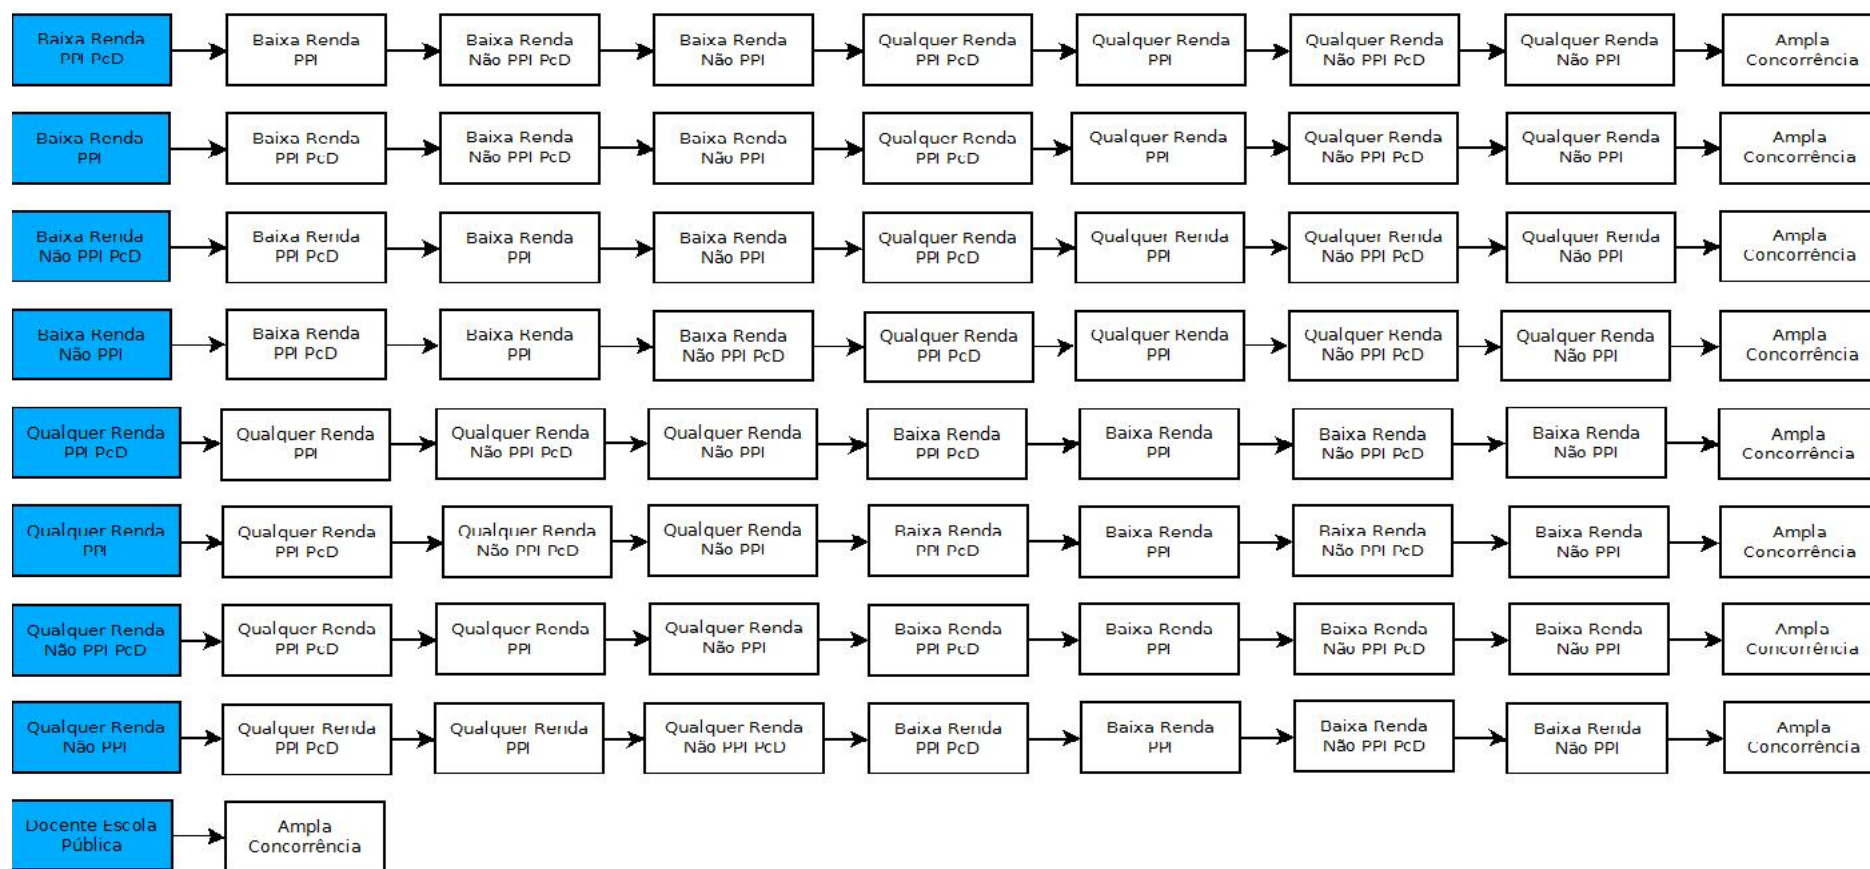 Baixa Renda
PPI PcD
Baixa Renda
PPI
Baixa Renda
Não PPI PcD
Baixa Renda
Não PPI
Qualquer Renda
PPI PcD
Qualquer Renda
PPI
Qualquer Renda
Não PPI PcD
Qualquer Renda
Não PPI
Ampla
Concorrência
Baixa Renda
PPI
Baixa Renda
PPI PcD
Baixa Renda
Não PPI PcD
Baixa Renda
Não PPI
Qualquer Renda
PPI PcD
Qualquer Renda
PPI
Qualquer Renda
Não PPI PcD
Qualquer Renda
Não PPI
Ampla
Concorrência
Baixa Renda
Não PPI PcD
Baixa Renda
PPI PcD
Baixa Renda
PPI
Baixa Renda
Não PPI
Qualquer Renda
PPI PcD
Qualquer Renda
PPI
Qualquer Renda
Não PPI PcD
Qualquer Renda
Não PPI
Ampla
Concorrência
Baixa Renda
Não PPI
Baixa Renda
PPI PcD
Baixa Renda
PPI
Baixa Renda
Não PPI PcD
Qualquer Renda
PPI PcD
Qualquer Renda
PPI
Qualquer Renda
Não PPI PcD
Qualquer Renda
Não PPI
Ampla
Concorrência
Qualquer Renda
PPI PcD
Qualquer Renda
PPI
Qualquer Renda
Não PPI PcD
Qualquer Renda
Não PPI
Baixa Renda
PPI PcD
Baixa Renda
PPI
Baixa Renda
Não PPI PcD
Baixa Renda
Não PPI
Ampla
Concorrência
Qualquer Renda
PPI
Qualquer Renda
PPI PcD
Qualquer Renda
Não PPI PcD
Qualquer Renda
Não PPI
Baixa Renda
PPI PcD
Baixa Renda
PPI
Baixa Renda
Não PPI PcD
Baixa Renda
Não PPI
Ampla
Concorrência
Qualquer Renda
Não PPI PcD
Qualquer Renda
PPI PcD
Qualquer Renda
PPI
Qualquer Renda
Não PPI
Baixa Renda
PPI PcD
Baixa Renda
PPI
Baixa Renda
Não PPI PcD
Baixa Renda
Não PPI
Ampla
Concorrência
Qualquer Renda
Não PPI
Qualquer Renda
PPI PcD
Qualquer Renda
PPI
Qualquer Renda
Não PPI PcD
Baixa Renda
PPI PcD
Baixa Renda
PPI
Baixa Renda
Não PPI PcD
Baixa Renda
Não PPI
Ampla
Concorrência
Docente Escola
Pública
Ampla
Concorrência